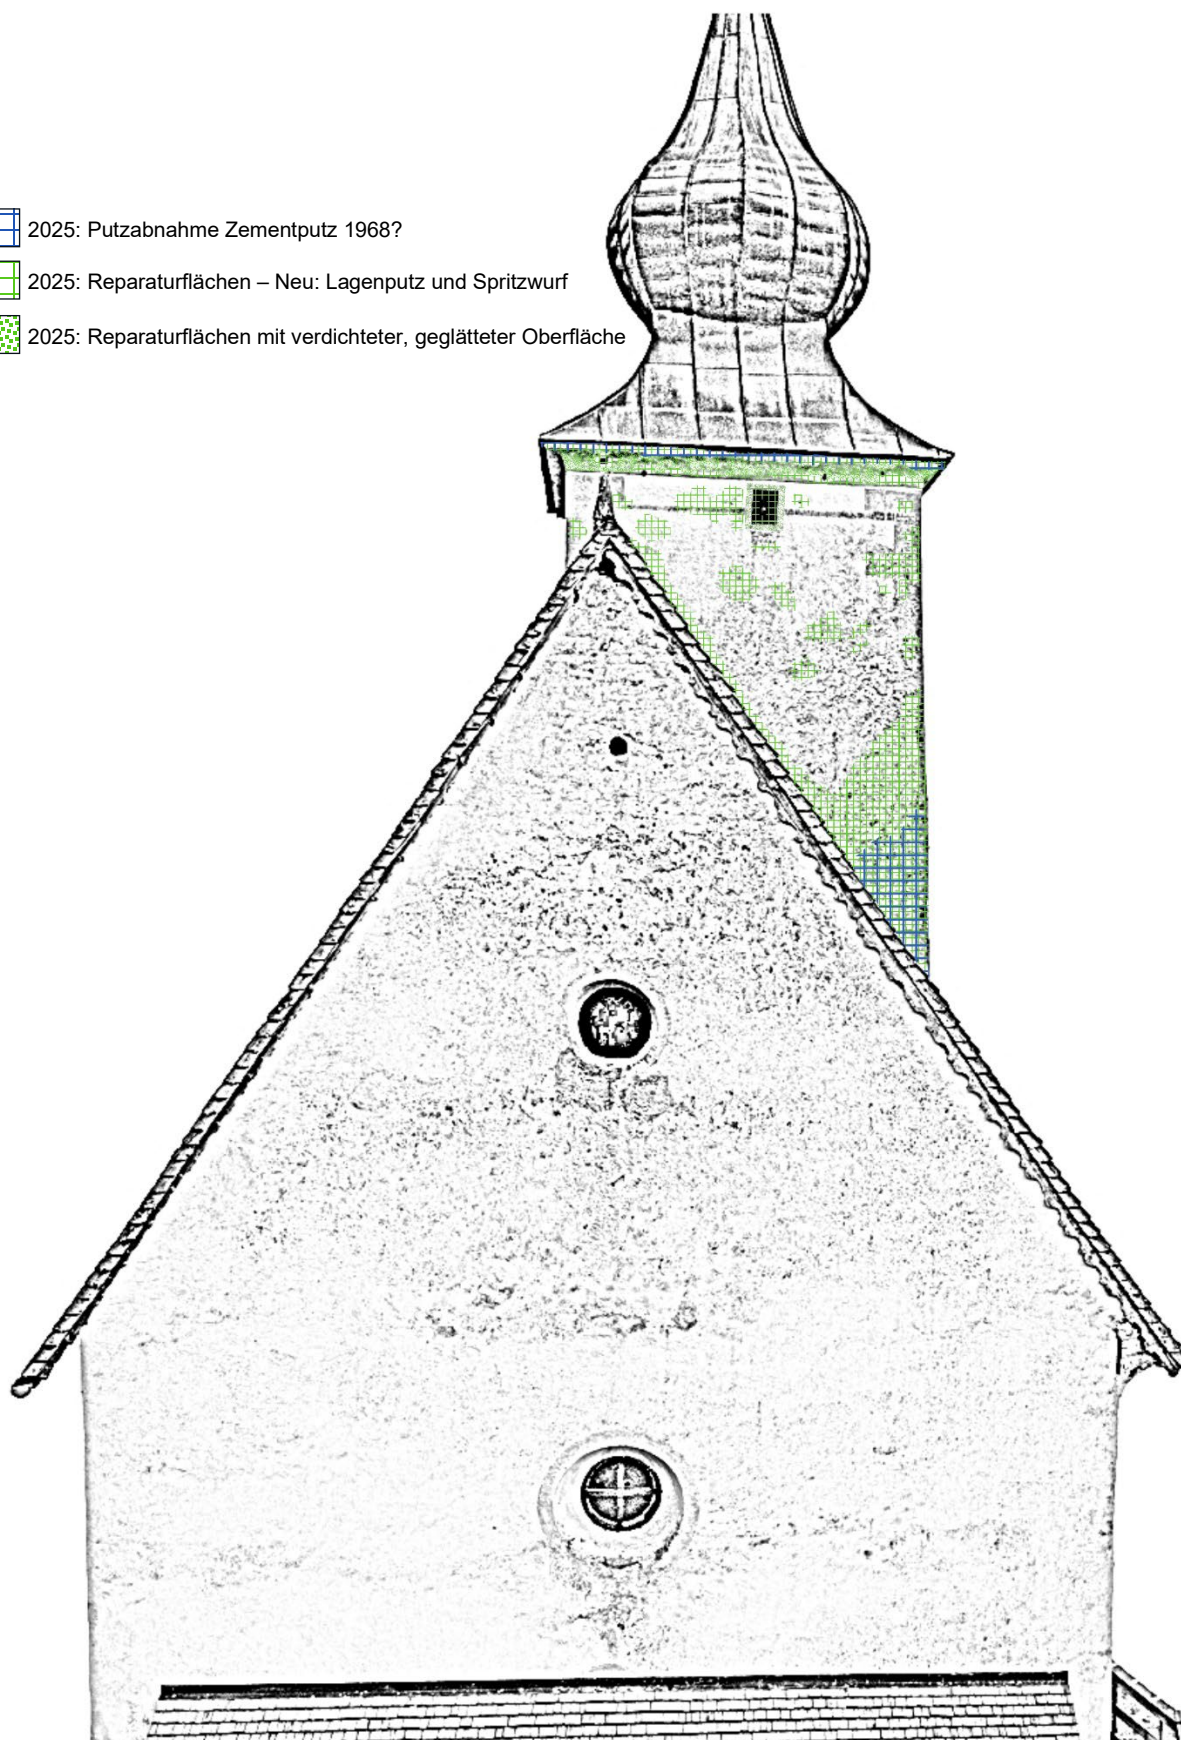 2025: Putzabnahme Zementputz 1968?
2025: Reparaturflächen – Neu: Lagenputz und Spritzwurf
2025: Reparaturflächen mit verdichteter, geglätteter Oberfläche